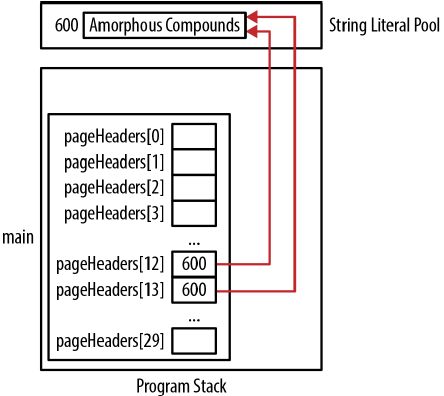 600 Amorphous Compounds String Literal Pool
pageHeaders[0]
pageHeaders[1]
pageHeaders[2]
pageHeaders[3]
...
main
pageHeaders[12] 600
pageHeaders[13] 600
...
pageHeaders[29]
Program Stack